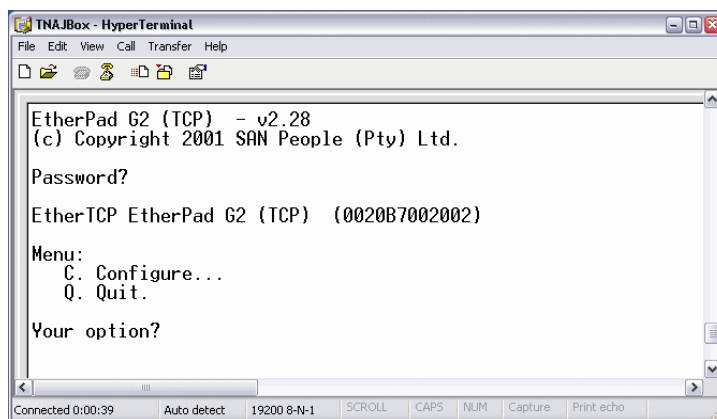 TNAJBox - HyperTerminal
File Edit View Call Transfer Help
EtherPad G2 (TCP) - v2.28
(c) Copyright 2001 SAN People (Pty) Ltd.
Password?
EtherTCP EtherPad G2 (TCP) (0020B7002002)
Menu:
C. Configure...
Q. Quit.
Your option?
Connected 0:00:39 Auto detect 19200 8-N-1 SCROLL CAPS NUM Capture Print echo